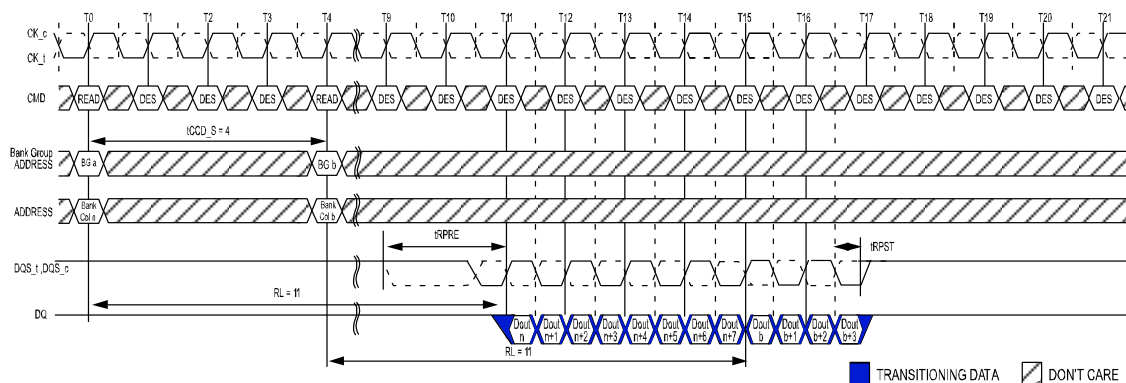 T0 T1 T2 T3 T4 T9 T10 T11 T12 T13 T14 T15 T16 T17 T18 T19 T20 T21
CK_c
CK_t
CMD READ DES DES DES READ DES DES DES DES DES DES DES DES DES DES DES DES DES
tCCD_S = 4
Bank Group
ADDRESS BG a BG b
ADDRESS Bank Col n Bank Col b
tRPRE tRPST
DQS_t ,DQS_c
RL = 11
DQ Dout n Dout n+1 Dout n+2 Dout n+3 Dout n+4 Dout n+5 Dout n+6 Dout n+7 Dout b Dout b+1 Dout b+2 Dout b+3
RL = 11
TRANSITIONING DATA DON'T CARE